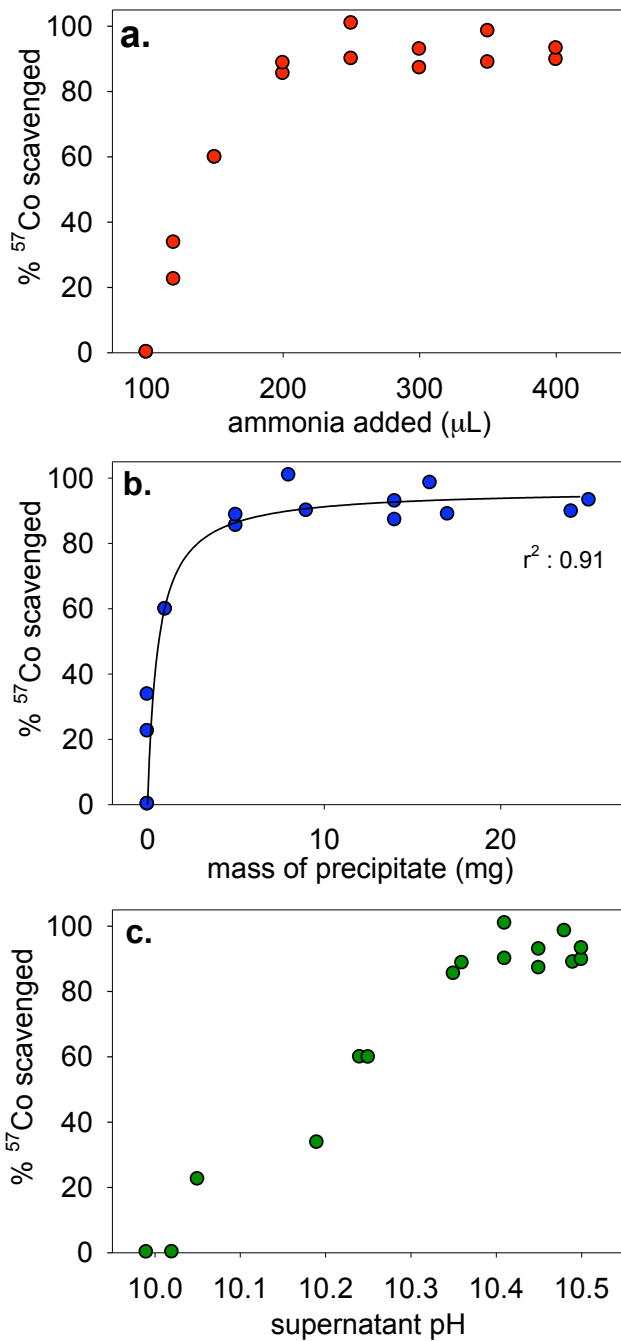 a.
100
80
60
40
20
0
% ⁵⁷Co scavenged
100 200 300 400
ammonia added (µL)
b.
100
80
60
40
20
0
% ⁵⁷Co scavenged
r² : 0.91
0 10 20
mass of precipitate (mg)
c.
100
80
60
40
20
0
% ⁵⁷Co scavenged
10.0 10.1 10.2 10.3 10.4 10.5
supernatant pH